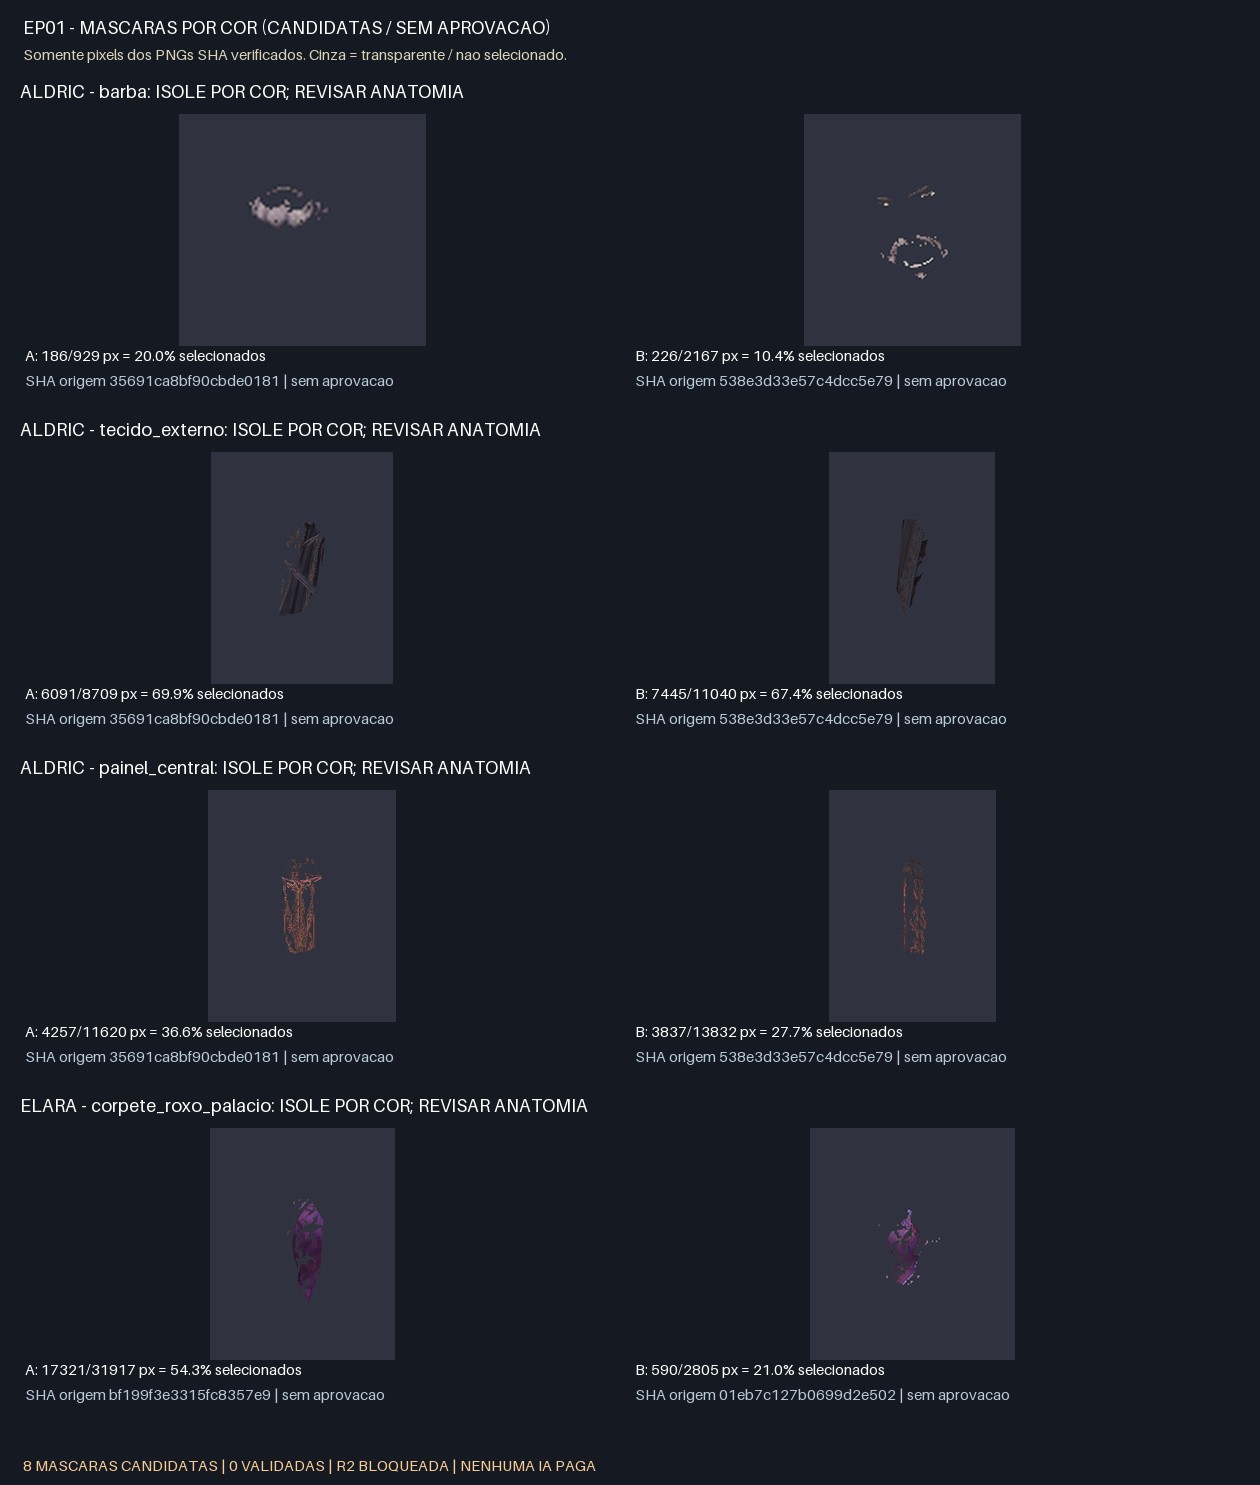 EP01 - MASCARAS POR COR (CANDIDATAS / SEM APROVACAO)
Somente pixels dos PNGs SHA verificados. Cinza = transparente / nao selecionado.
ALDRIC - barba: ISOLE POR COR; REVISAR ANATOMIA
A: 186/929 px = 20.0% selecionados
B: 226/2167 px = 10.4% selecionados
SHA origem 35691ca8bf90cbde0181 | sem aprovacao
SHA origem 538e3d33e57c4dcc5e79 | sem aprovacao
ALDRIC - tecido_externo: ISOLE POR COR; REVISAR ANATOMIA
A: 6091/8709 px = 69.9% selecionados
B: 7445/11040 px = 67.4% selecionados
SHA origem 35691ca8bf90cbde0181 | sem aprovacao
SHA origem 538e3d33e57c4dcc5e79 | sem aprovacao
ALDRIC - painel_central: ISOLE POR COR; REVISAR ANATOMIA
A: 4257/11620 px = 36.6% selecionados
B: 3837/13832 px = 27.7% selecionados
SHA origem 35691ca8bf90cbde0181 | sem aprovacao
SHA origem 538e3d33e57c4dcc5e79 | sem aprovacao
ELARA - corpete_roxo_palacio: ISOLE POR COR; REVISAR ANATOMIA
A: 17321/31917 px = 54.3% selecionados
B: 590/2805 px = 21.0% selecionados
SHA origem bf199f3e3315fc8357e9 | sem aprovacao
SHA origem 01eb7c127b0699d2e502 | sem aprovacao
8 MASCARAS CANDIDATAS | 0 VALIDADAS | R2 BLOQUEADA | NENHUMA IA PAGA